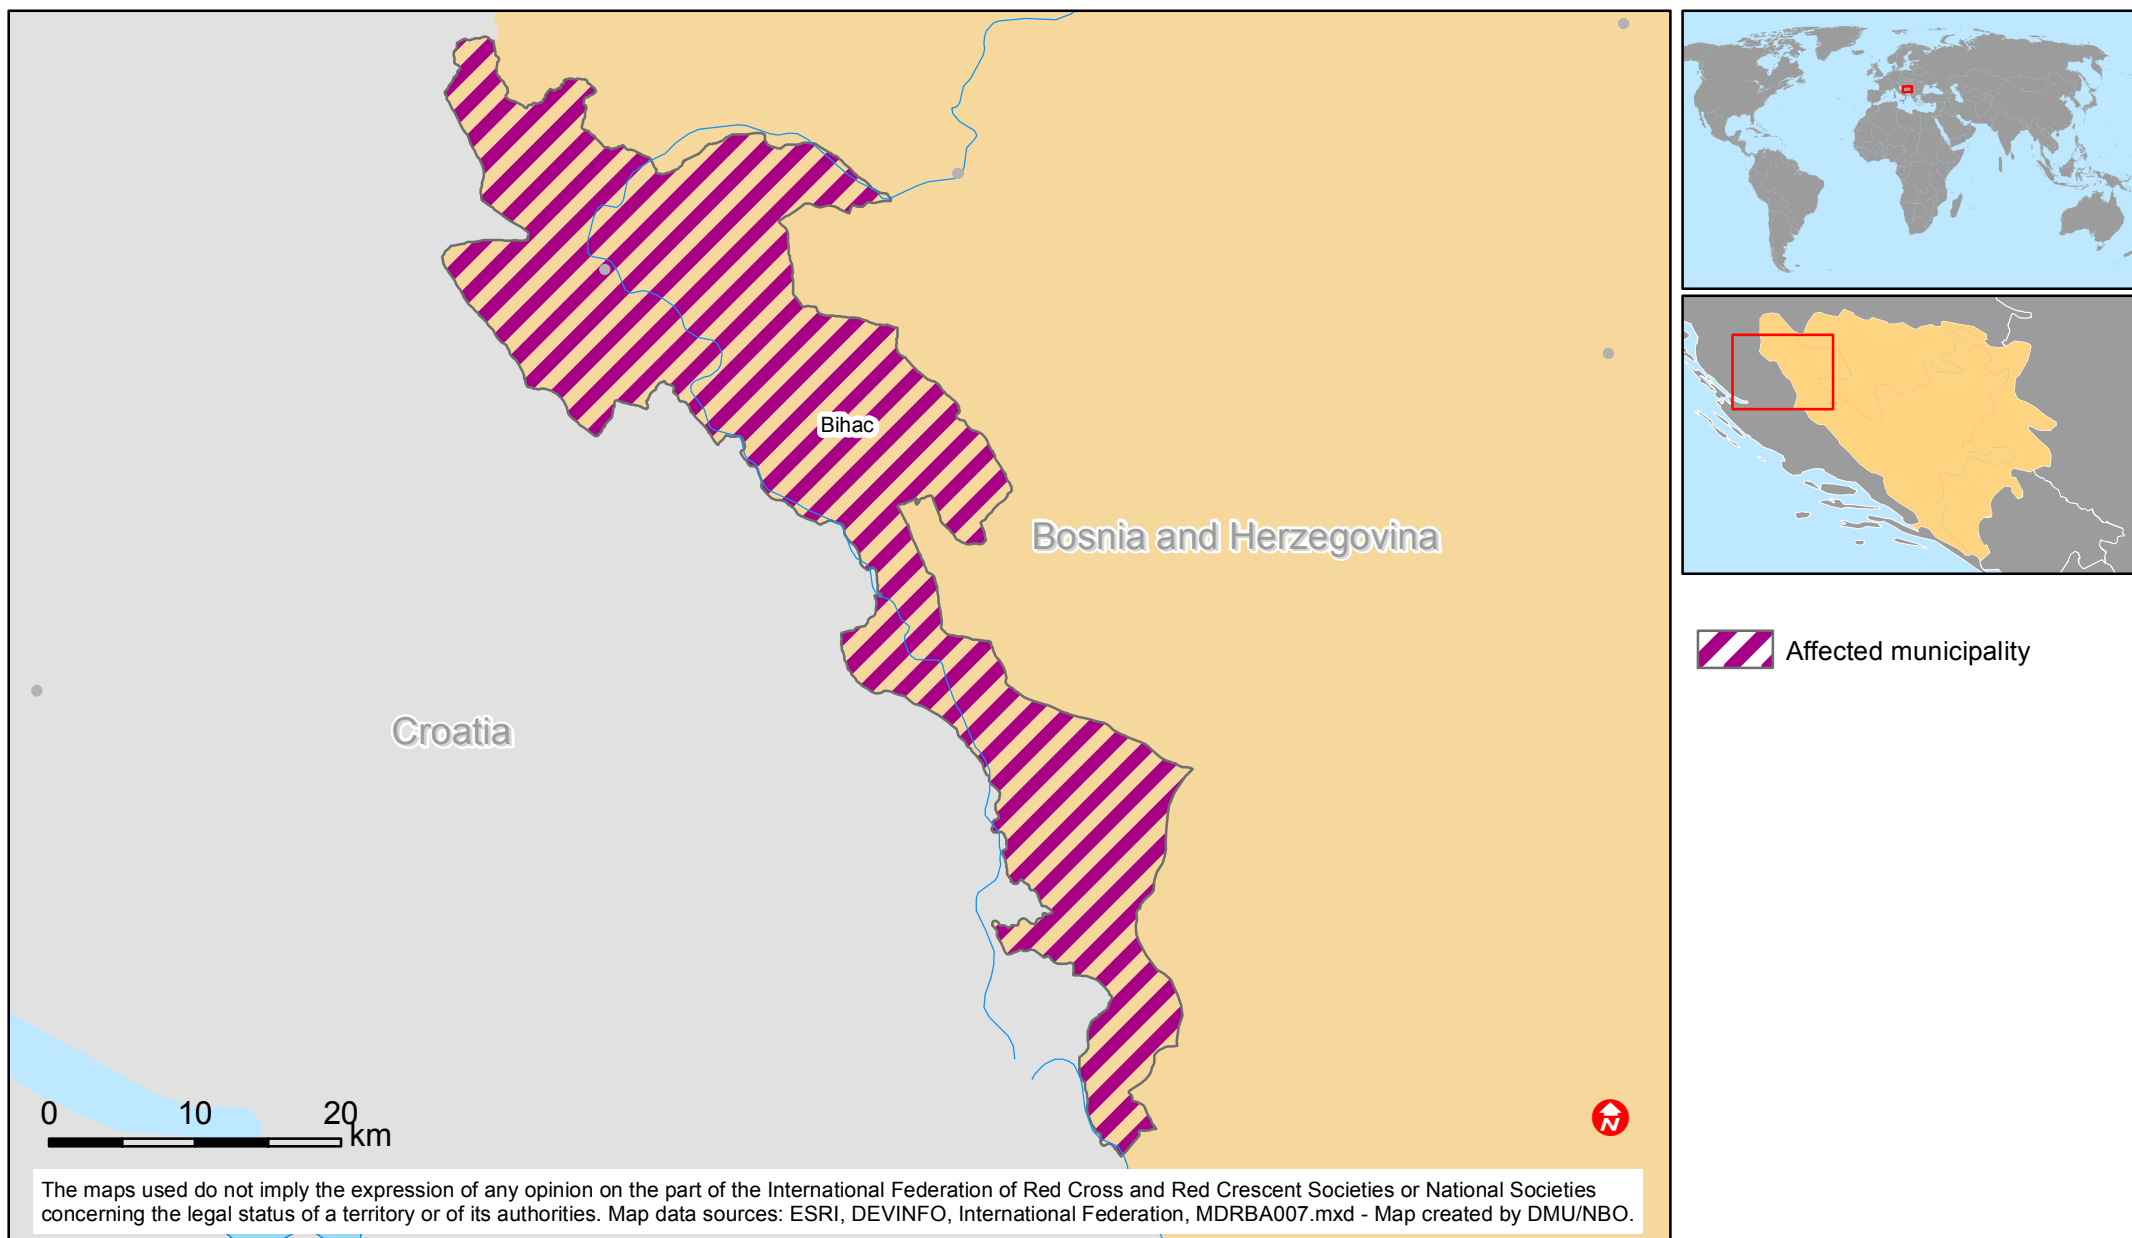 Bihac
Bosnia and Herzegovina
Croatia
Affected municipality
0 10 20
km
N
The maps used do not imply the expression of any opinion on the part of the International Federation of Red Cross and Red Crescent Societies or National Societies
concerning the legal status of a territory or of its authorities. Map data sources: ESRI, DEVINFO, International Federation, MDRBA007.mxd - Map created by DMU/NBO.